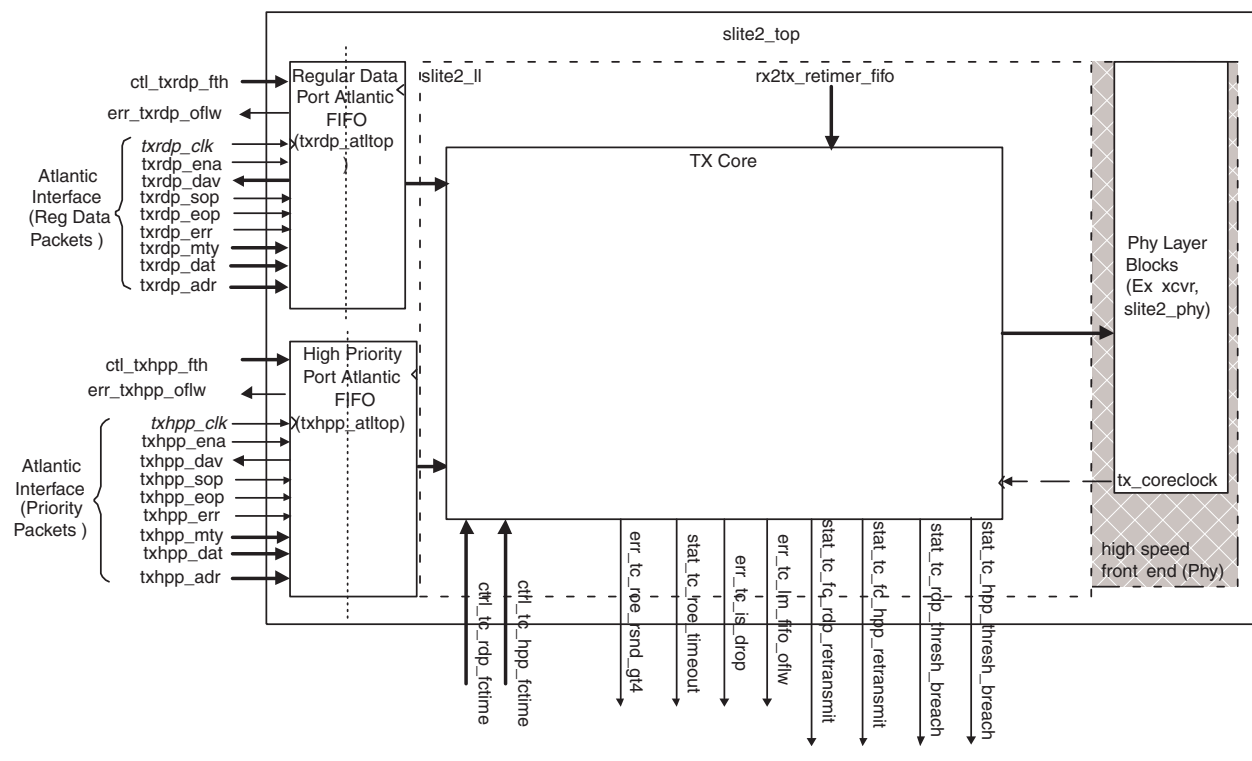 slite2_top
ctl_txrdp_fth
err_txrdp_oflw
Atlantic
Interface
(Reg Data
Packets )
txrdp_clk
txrdp_ena
txrdp_dav
txrdp_sop
txrdp_eop
txrdp_err
txrdp_mty
txrdp_dat
txrdp_adr
Regular Data
Port Atlantic
FIFO
(txrdp_atltop
)
slite2_ll
rx2tx_retimer_fifo
TX Core
ctl_txhpp_fth
err_txhpp_oflw
Atlantic
Interface
(Priority
Packets )
txhpp_clk
txhpp_ena
txhpp_dav
txhpp_sop
txhpp_eop
txhpp_err
txhpp_mty
txhpp_dat
txhpp_adr
High Priority
Port Atlantic
FIFO
(txhpp_atltop)
Phy Layer
Blocks
(Ex xcvr,
slite2_phy)
tx_coreclock
high speed
front end (Phy)
ctrl_tc_rdp_fctime
ctrl_tc_hpp_fctime
err_tc_roe_rsnd_gt4
stat_tc_roe_timeout
err_tc_is_drop
err_tc_lm_fifo_oflw
stat_tc_fc_rdp_retransmit
stat_tc_fd_hpp_retransmit
stat_tc_rdp_thresh_breach
stat_tc_hpp_thresh_breach